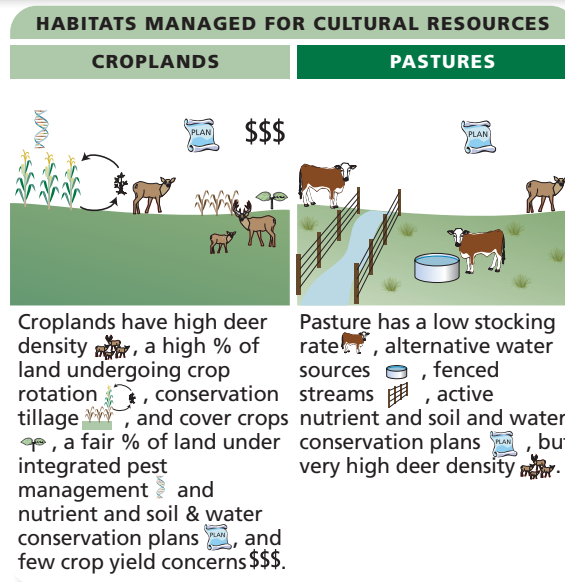 HABITATS MANAGED FOR CULTURAL RESOURCES
CROPLANDS
PASTURES
PLAN
$$$
PLAN
Croplands have high deer
density , a high % of
land undergoing crop
rotation , conservation
tillage , and cover crops
, a fair % of land under
integrated pest
management and
nutrient and soil & water
conservation plans PLAN, and
few crop yield concerns $$$.
Pasture has a low stocking
rate , alternative water
sources , fenced
streams , active
nutrient and soil and water
conservation plans PLAN , but
very high deer density .